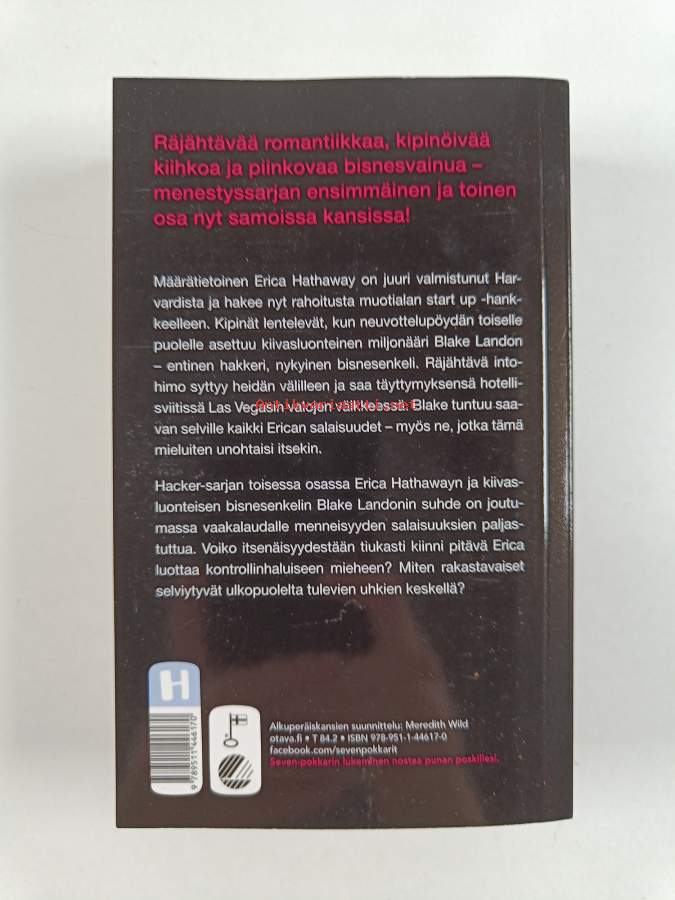 Räjähtävää romantiikkaa, kipinöivää
kiihkoa ja piinkovaa bisnesvainua –
menestyssarjan ensimmäinen ja toinen
osa nyt samoissa kansissa!
Määrätietoinen Erica Hathaway on juuri valmistunut Har-
vardista ja hakee nyt rahoitusta muotialan start up -hank-
keelleen. Kipinät lentelevät, kun neuvottelupöydän toiselle
puolelle asettuu kiivasluonteinen miljonääri Blake Landon
– entinen hakkeri, nykyinen bisnesenkeli. Räjähtävä into-
himo syttyy heidän välilleen ja saa täyttymyksensä hotelli-
sviitissä Las Vegasin valojen välkkeessä. Blake tuntuu saa-
van selville kaikki Erican salaisuudet – myös ne, jotka tämä
mieluiten unohtaisi itsekin.
Hacker-sarjan toisessa osassa Erica Hathawayn ja kiivas-
luonteisen bisnesenkelin Blake Landonin suhde on joutu-
massa vaakalaudalle menneisyyden salaisuuksien paljas-
tuttua. Voiko itsenäisyydestään tiukasti kiinni pitävä Erica
luottaa kontrollinhaluiseen mieheen? Miten rakastavaiset
selviytyvät ulkopuolelta tulevien uhkien keskellä?
H
9 789511 446170
Alkuperäiskansien suunnittelu: Meredith Wild
otava.fi • T 84.2 • ISBN 978-951-1-44617-0
facebook.com/sevenpokkarit
Seven-pokkarin lukeminen nostaa punan poskillesi.